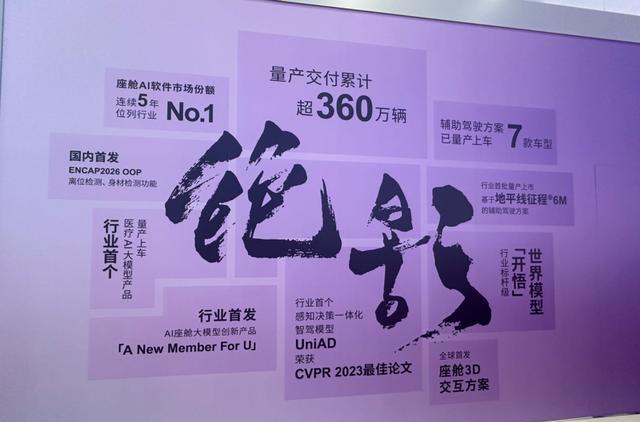 座舱AI软件市场份额
连续5年
位列行业 No.1
量产交付累计
超360万辆
辅助驾驶方案
已量产上车 7款车型
国内首发
ENCAP2026 OOP
离位检测、身材检测功能
绝影
行业首批量产上市
基于地平线征程®6M
的辅助驾驶方案
行业首个
量产上车
医疗AI大模型产品
世界模型
「开悟」
行业标杆级
行业首发
AI座舱大模型创新产品
「A New Member For U」
行业首个
感知决策一体化
智驾模型
UniAD
荣获
CVPR 2023最佳论文
全球首发
座舱3D
交互方案